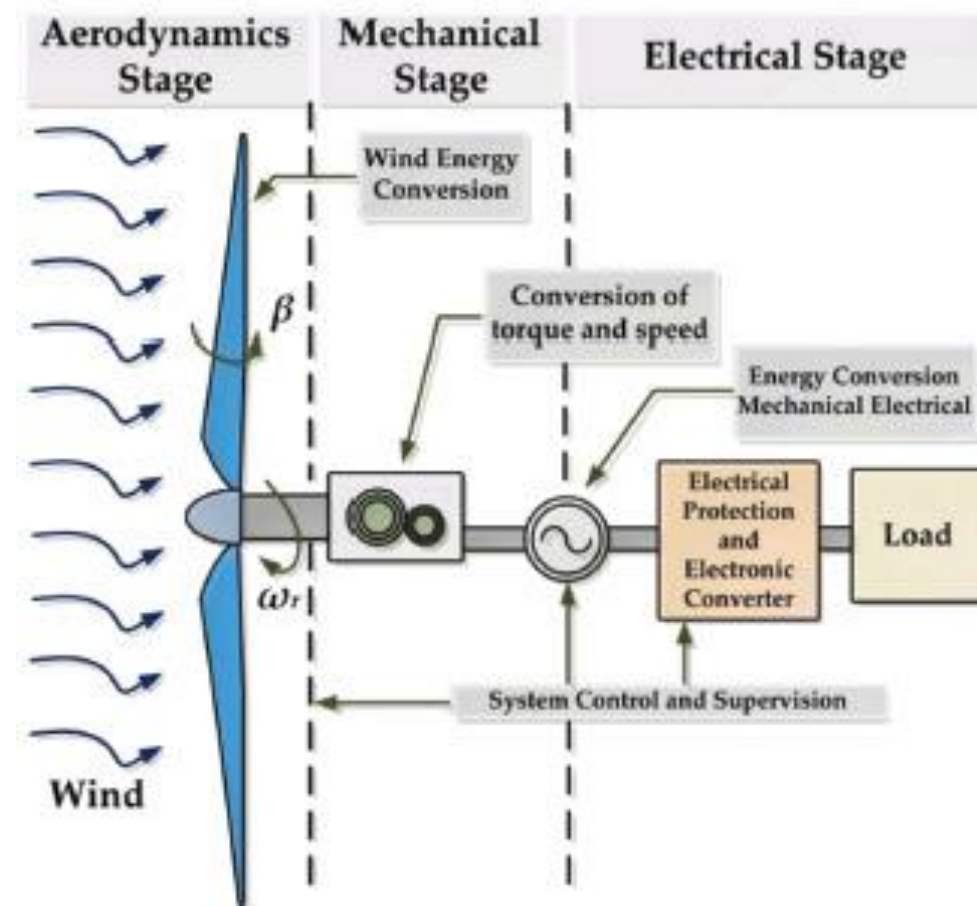 Aerodynamics
Stage
Mechanical
Stage
Electrical Stage
Wind Energy
Conversion
β
Conversion of
torque and speed
Energy Conversion
Mechanical Electrical
Electrical
Protection
and
Electronic
Converter
Load
ωr
System Control and Supervision
Wind